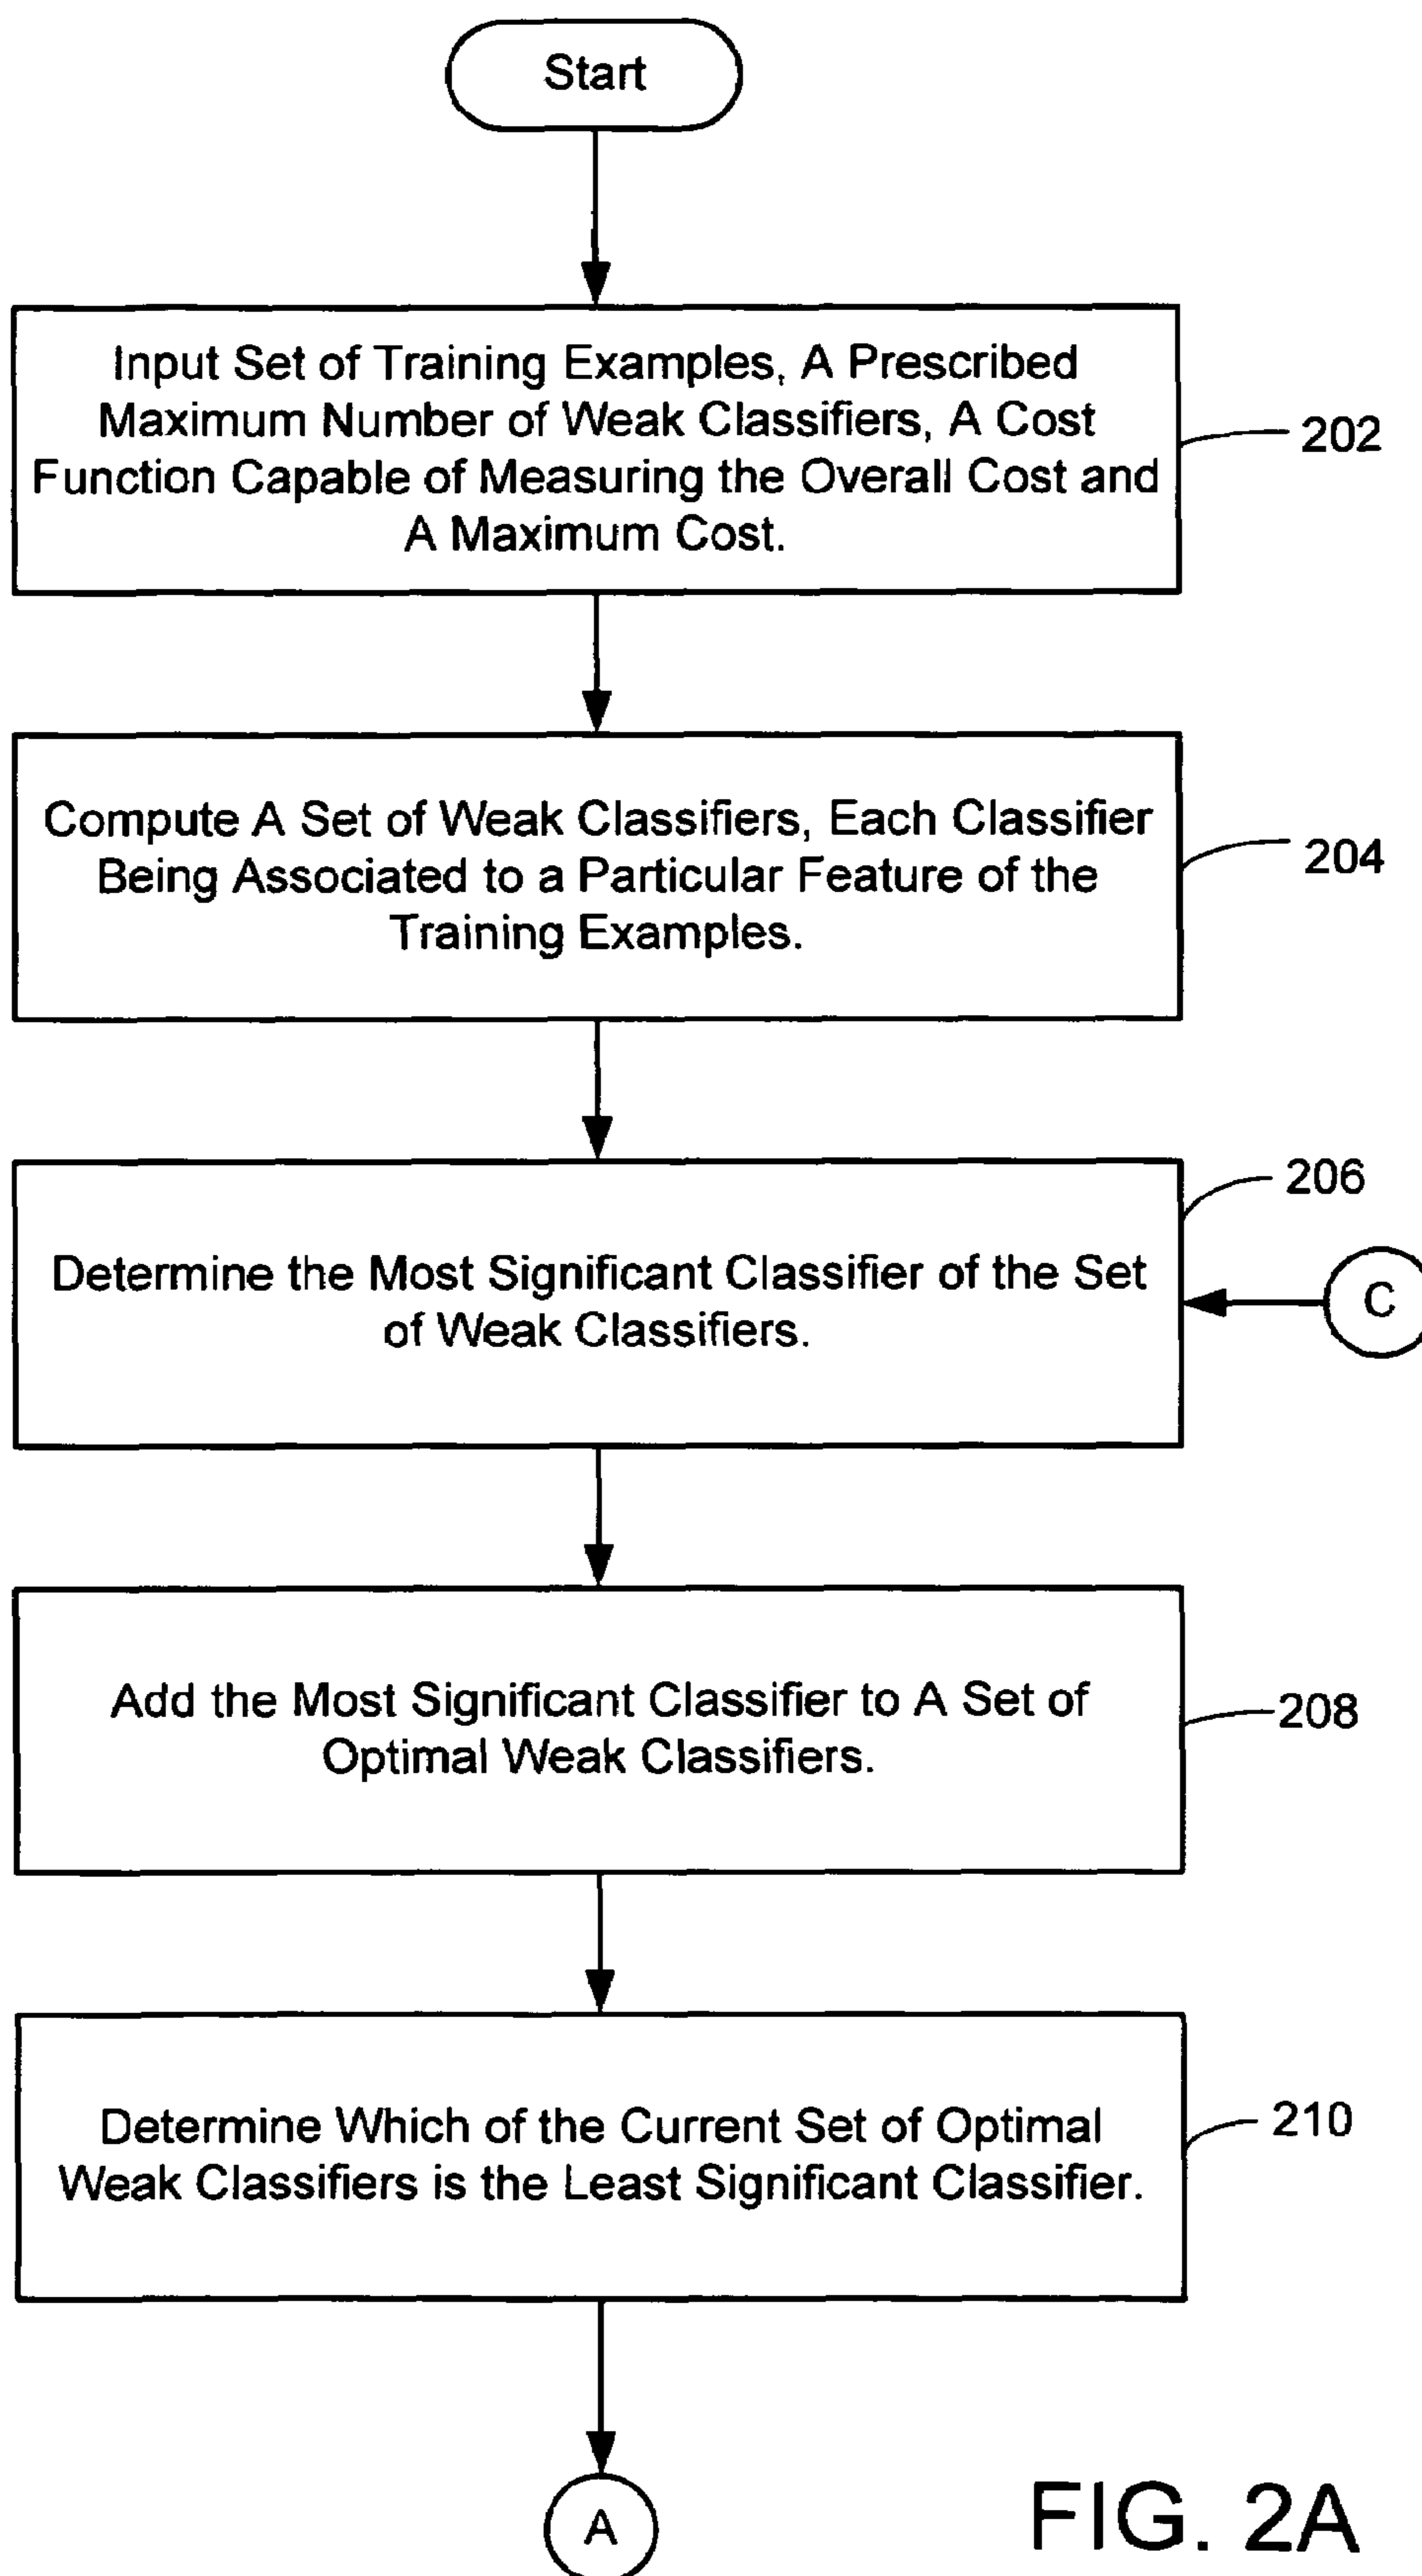 Start
Input Set of Training Examples, A Prescribed
Maximum Number of Weak Classifiers, A Cost
Function Capable of Measuring the Overall Cost and
A Maximum Cost.
202
Compute A Set of Weak Classifiers, Each Classifier
Being Associated to a Particular Feature of the
Training Examples.
204
206
Determine the Most Significant Classifier of the Set
of Weak Classifiers.
C
Add the Most Significant Classifier to A Set of
Optimal Weak Classifiers.
208
Determine Which of the Current Set of Optimal
Weak Classifiers is the Least Significant Classifier.
210
A
FIG. 2A